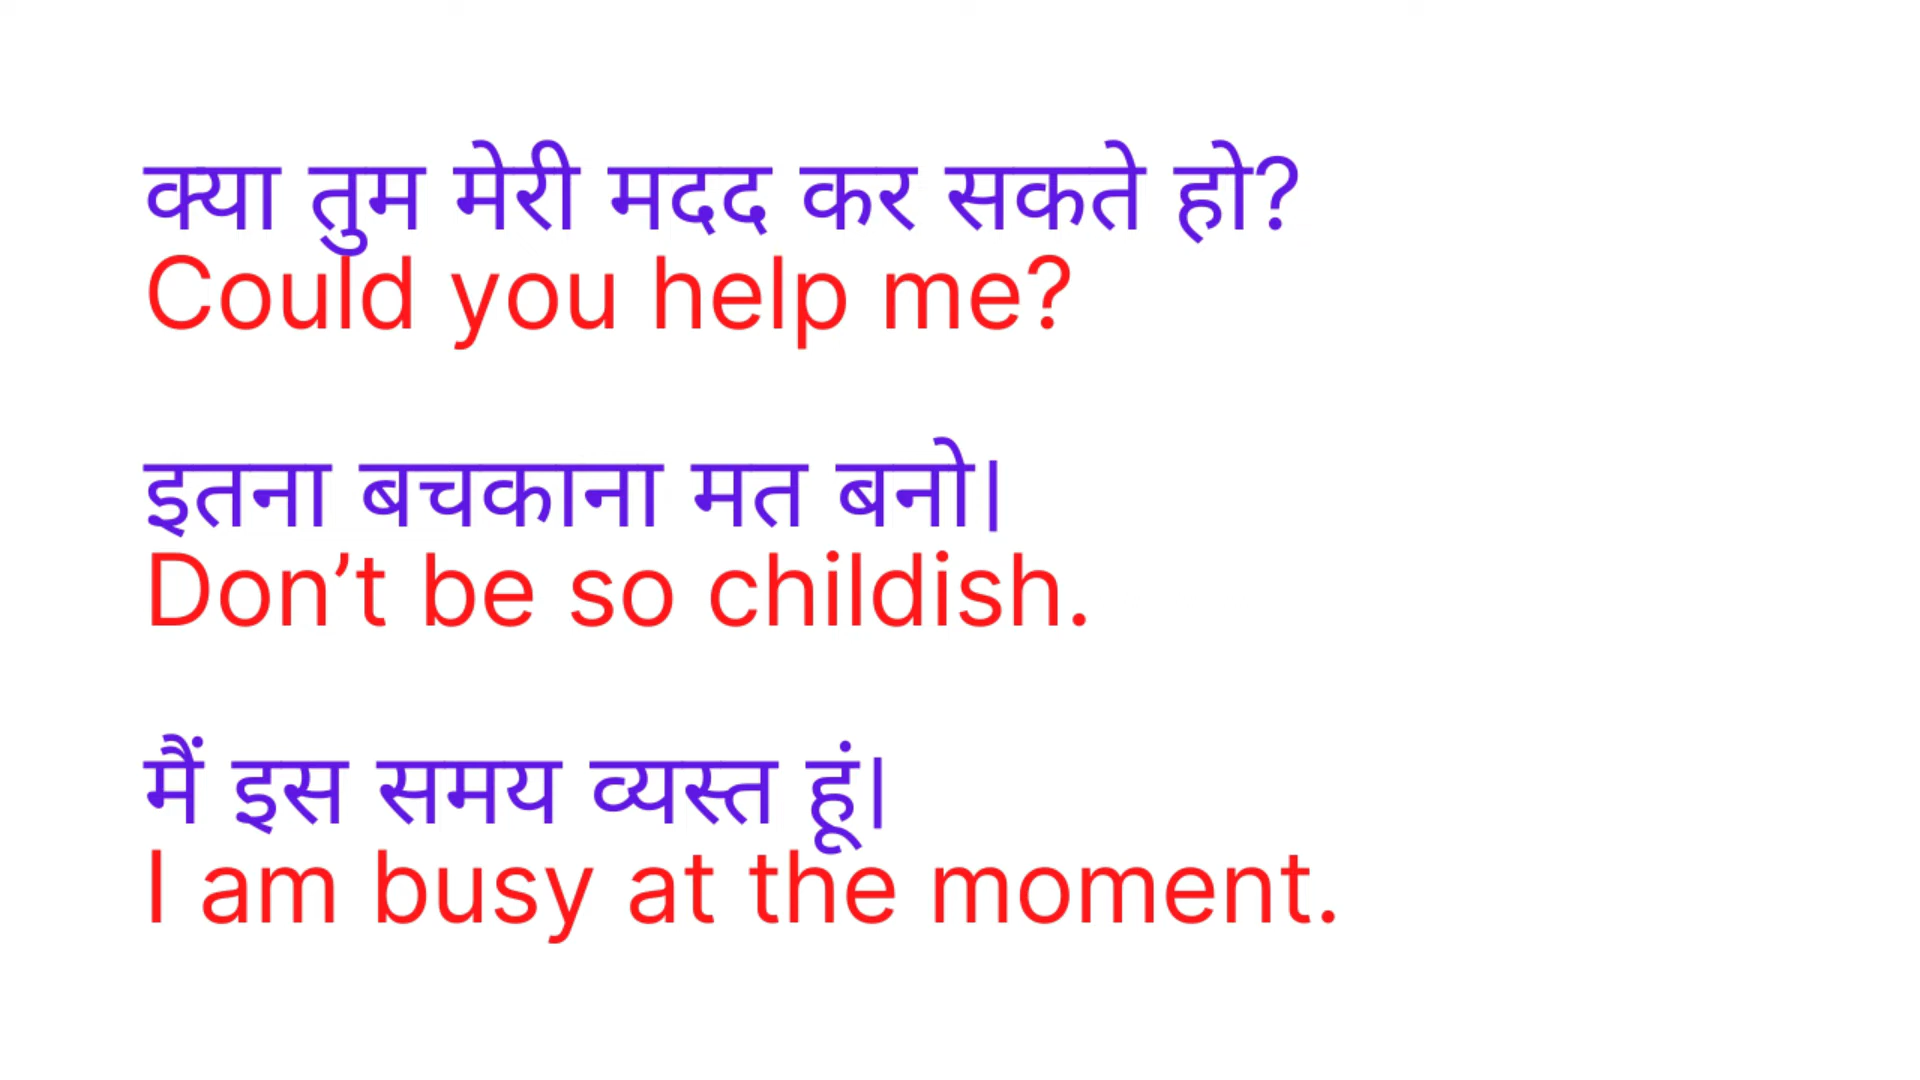 क्या तुम मेरी मदद कर सकते हो?
Could you help me?
इतना बचकाना मत बनो।
Don’t be so childish.
मैं इस समय व्यस्त हूं।
I am busy at the moment.